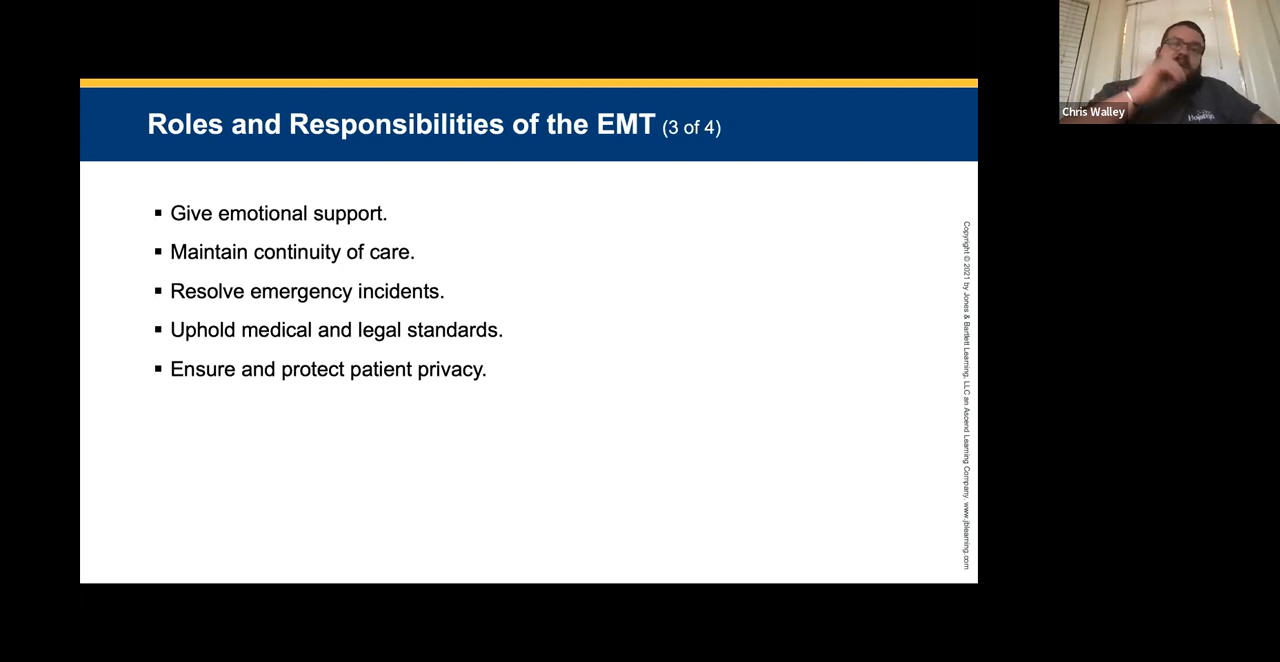 Roles and Responsibilities of the EMT (3 of 4)
▪ Give emotional support.
▪ Maintain continuity of care.
▪ Resolve emergency incidents.
▪ Uphold medical and legal standards.
▪ Ensure and protect patient privacy.
Copyright © 2021 by Jones & Bartlett Learning, LLC an Ascend Learning Company. www.jblearning.com
Chris Walley